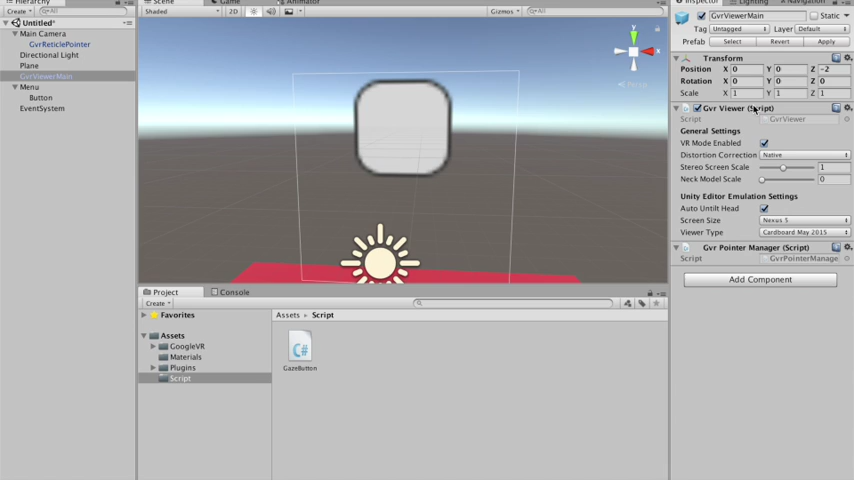 Hierarchy
Create
All
Untitled*
Main Camera
GvrReticlePointer
Directional Light
Plane
GvrViewerMain
Menu
Button
EventSystem
Scene
Game
Animator
Shaded
2D
Gizmos
All
y
x
Persp
Project
Console
Create
Favorites
Assets
GoogleVR
Materials
Plugins
Script
Assets ▸ Script
C#
GazeButton
Inspector
Lighting
Navigation
GvrViewerMain
Static
Tag Untagged Layer Default
Prefab Select Revert Apply
Transform
Position X 0 Y 0 Z -2
Rotation X 0 Y 0 Z 0
Scale X 1 Y 1 Z 1
Gvr Viewer (Script)
Script GvrViewer
General Settings
VR Mode Enabled
Distortion Correction Native
Stereo Screen Scale 1
Neck Model Scale 0
Unity Editor Emulation Settings
Auto Untilt Head
Screen Size Nexus 5
Viewer Type Cardboard May 2015
Gvr Pointer Manager (Script)
Script GvrPointerManage
Add Component